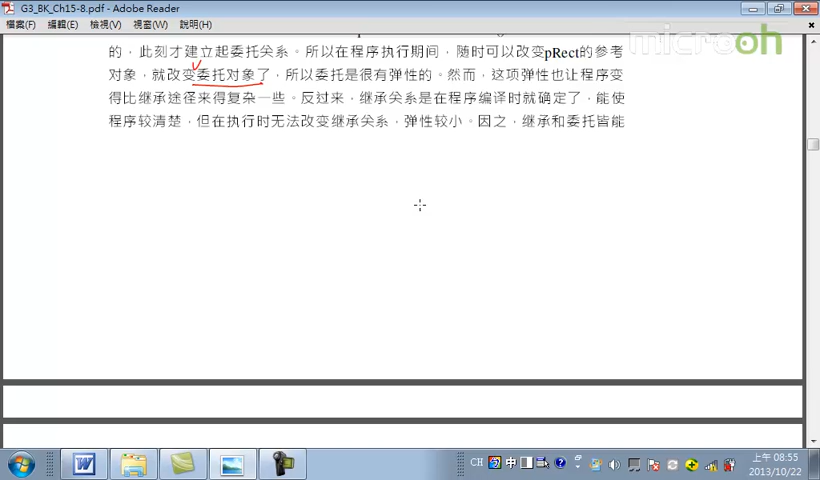 G3_BK_Ch15-8.pdf - Adobe Reader
檔案(F) 編輯(E) 檢視(V) 視窗(W) 說明(H)
microoh
的，此刻才建立起委托关系。所以在程序执行期间，随时可以改变pRect的参考
对象，就改变委托对象了，所以委托是很有弹性的。然而，这项弹性也让程序变
得比继承途径来得复杂一些。反过来，继承关系是在程序编译时就确定了，能使
程序较清楚，但在执行时无法改变继承关系，弹性较小。因之，继承和委托皆能
CH 中 上午 08:55
2013/10/22